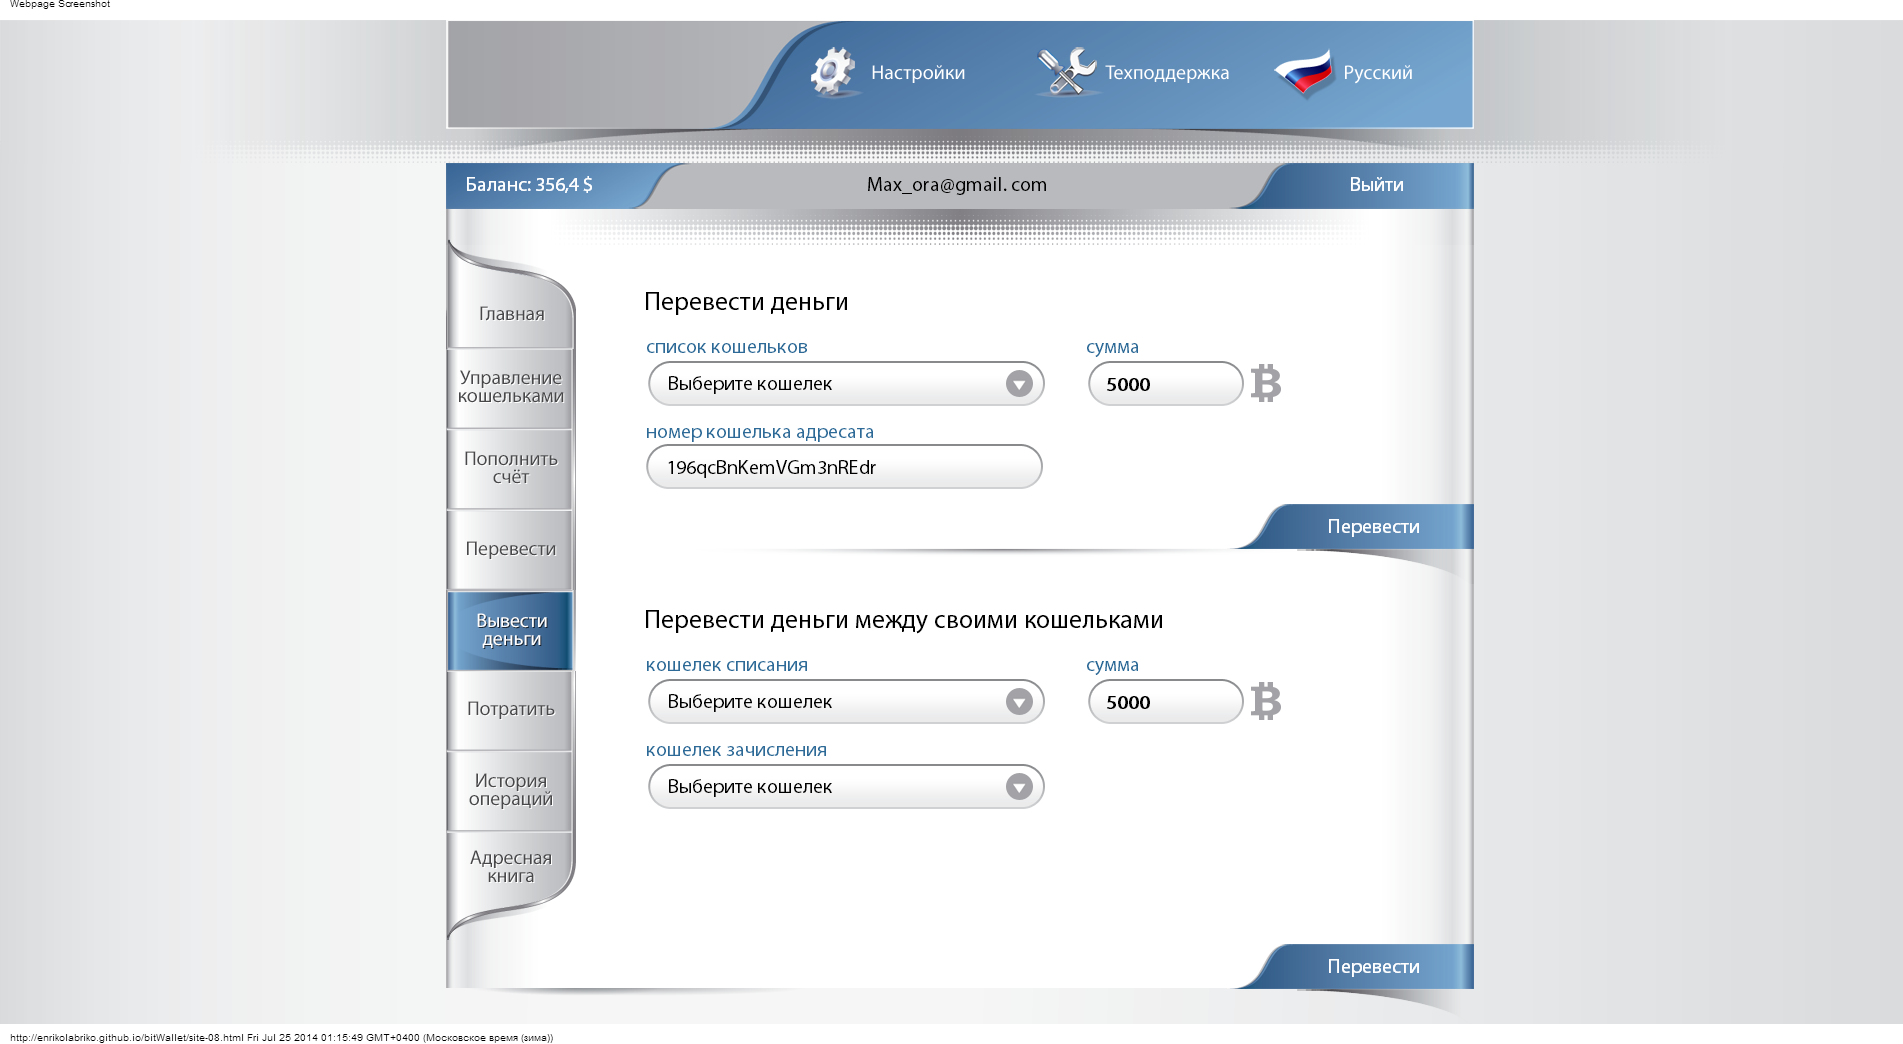 Webpage Screenshot
Настройки
Техподдержка
Русский
Баланс: 356,4 $
Max_ora@gmail. com
Выйти
Главная
Управление
кошельками
Пополнить
счёт
Перевести
Вывести
деньги
Потратить
История
операций
Адресная
книга
Перевести деньги
список кошельков
сумма
Выберите кошелек
5000
номер кошелька адресата
196qcBnKemVGm3nREdr
Перевести
Перевести деньги между своими кошельками
кошелек списания
сумма
Выберите кошелек
5000
кошелек зачисления
Выберите кошелек
Перевести
http://enrikolabriko.github.io/bitWallet/site-08.html Fri Jul 25 2014 01:15:49 GMT+0400 (Московское время (зима))